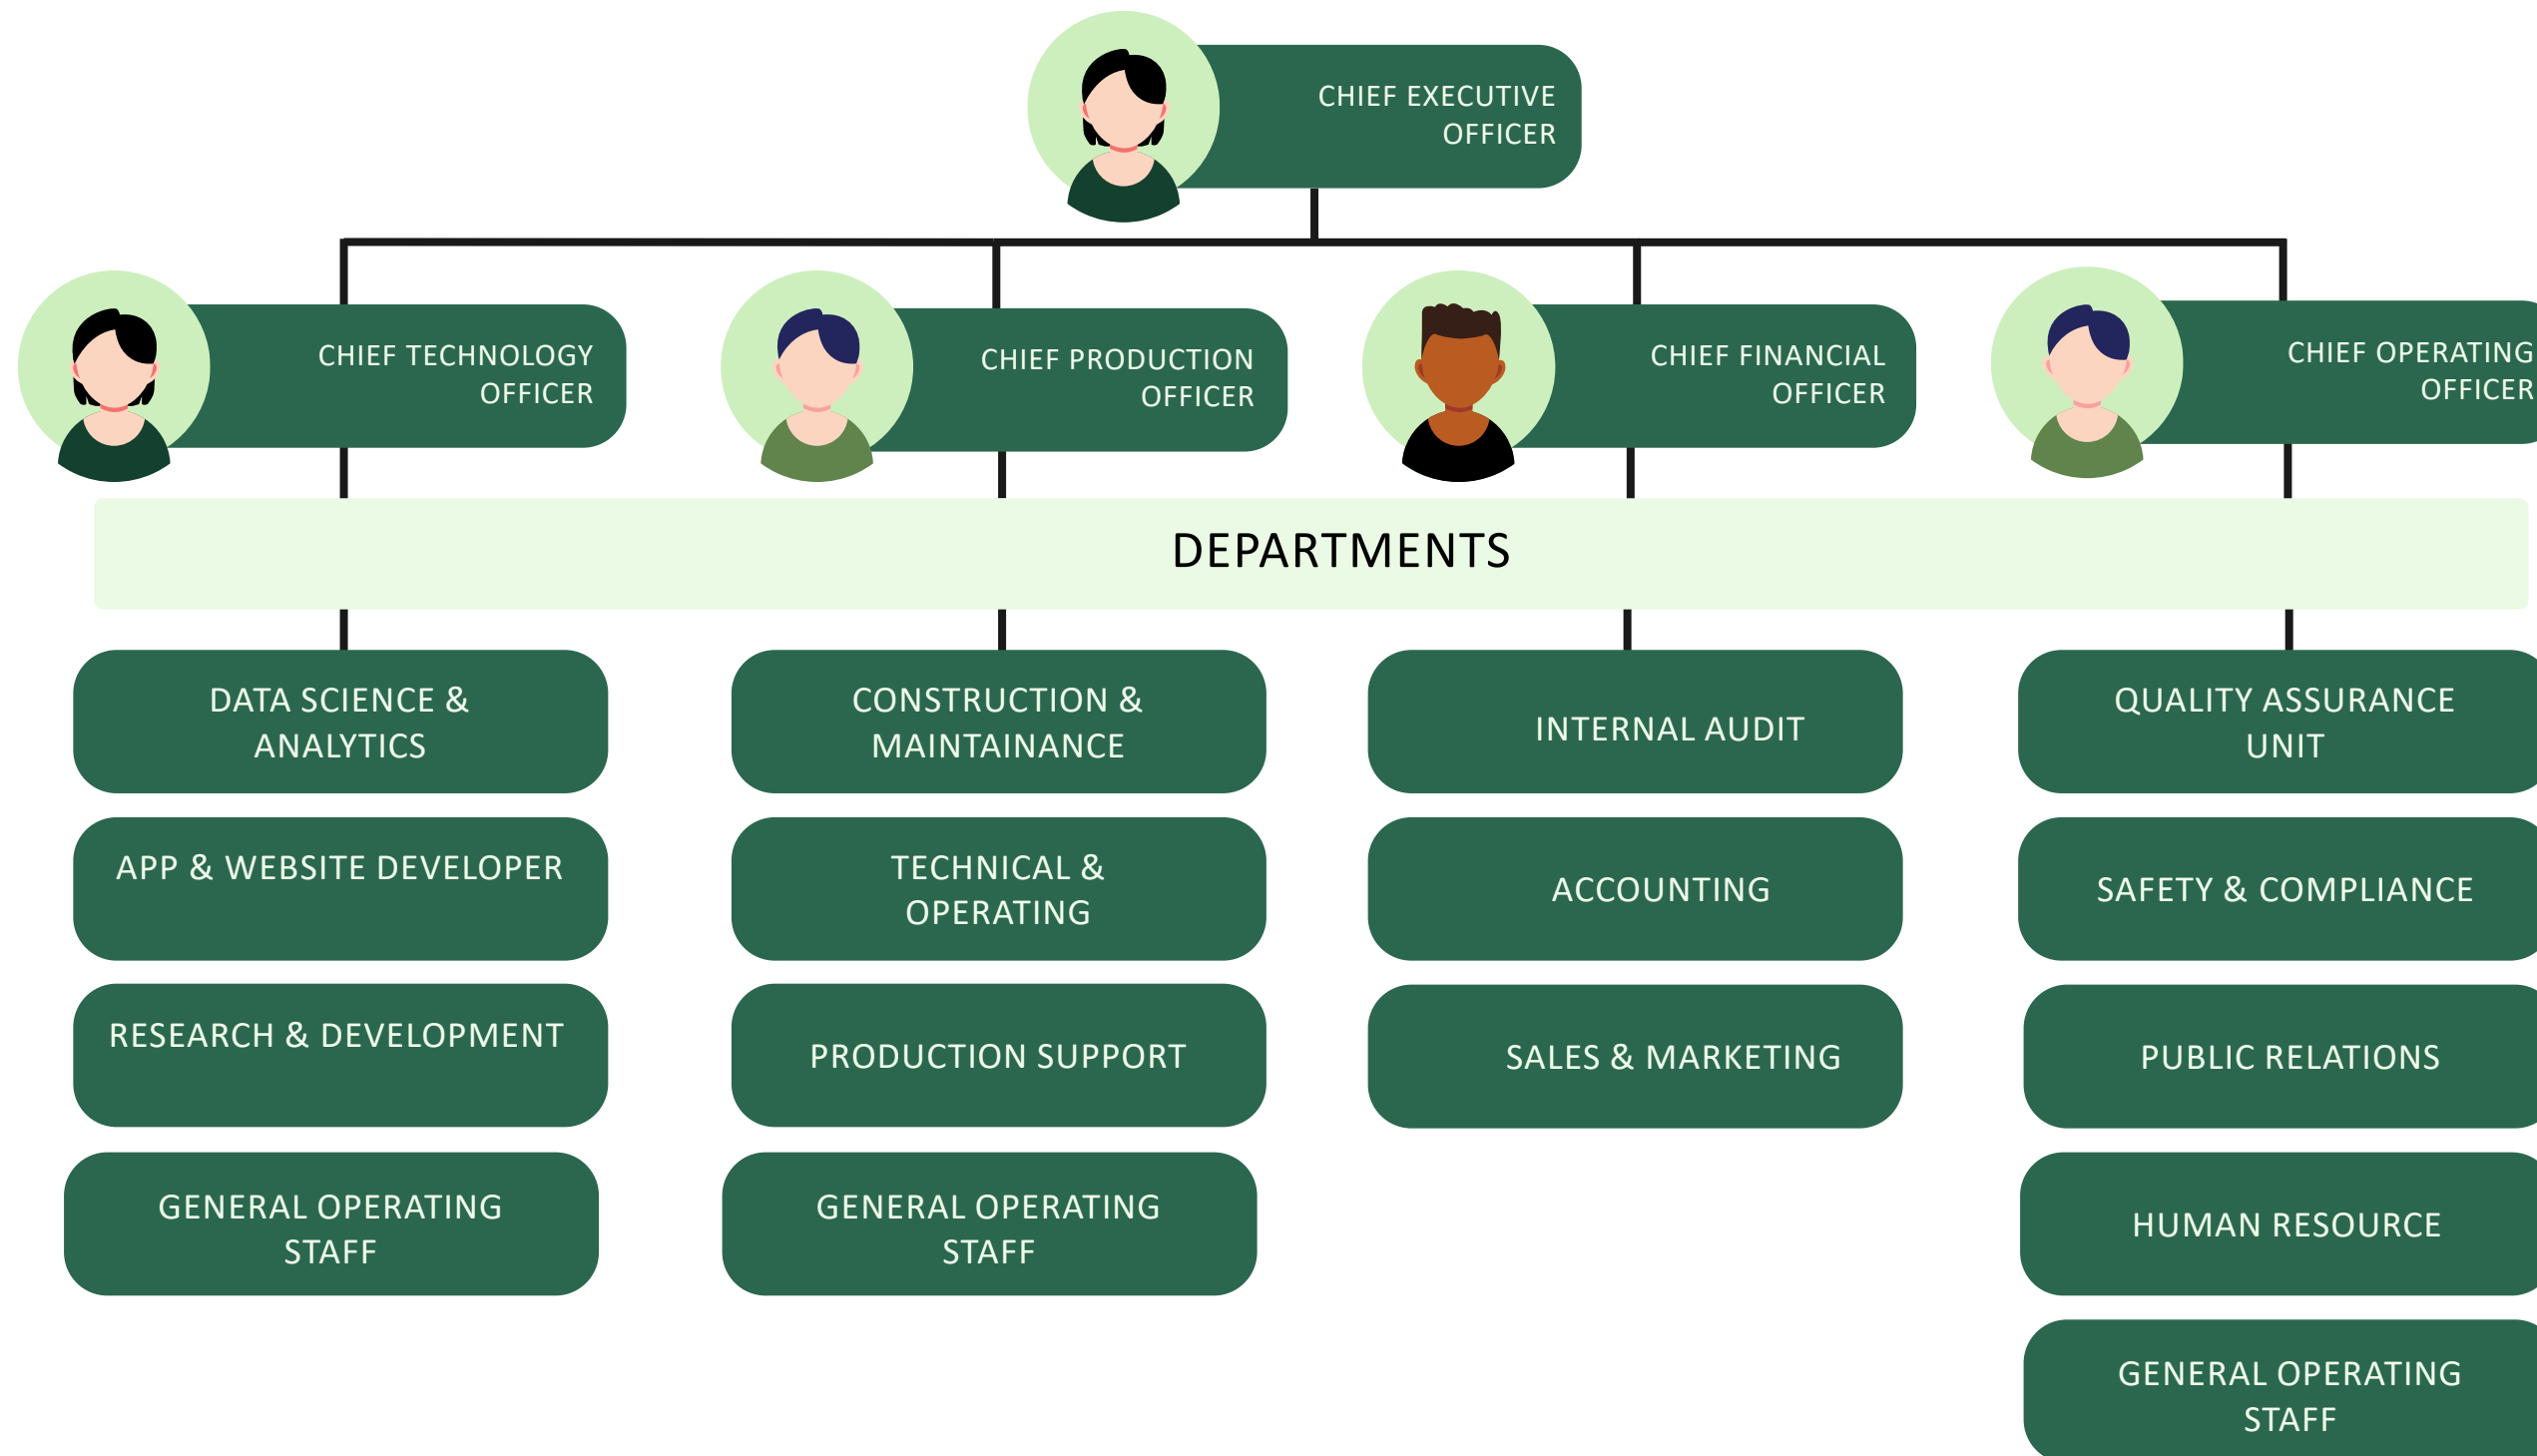 CHIEF EXECUTIVE
OFFICER
CHIEF TECHNOLOGY
OFFICER
CHIEF PRODUCTION
OFFICER
CHIEF FINANCIAL
OFFICER
CHIEF OPERATING
OFFICER
DEPARTMENTS
DATA SCIENCE &
ANALYTICS
APP & WEBSITE DEVELOPER
RESEARCH & DEVELOPMENT
GENERAL OPERATING
STAFF
CONSTRUCTION &
MAINTAINANCE
TECHNICAL &
OPERATING
PRODUCTION SUPPORT
GENERAL OPERATING
STAFF
INTERNAL AUDIT
ACCOUNTING
SALES & MARKETING
QUALITY ASSURANCE
UNIT
SAFETY & COMPLIANCE
PUBLIC RELATIONS
HUMAN RESOURCE
GENERAL OPERATING
STAFF